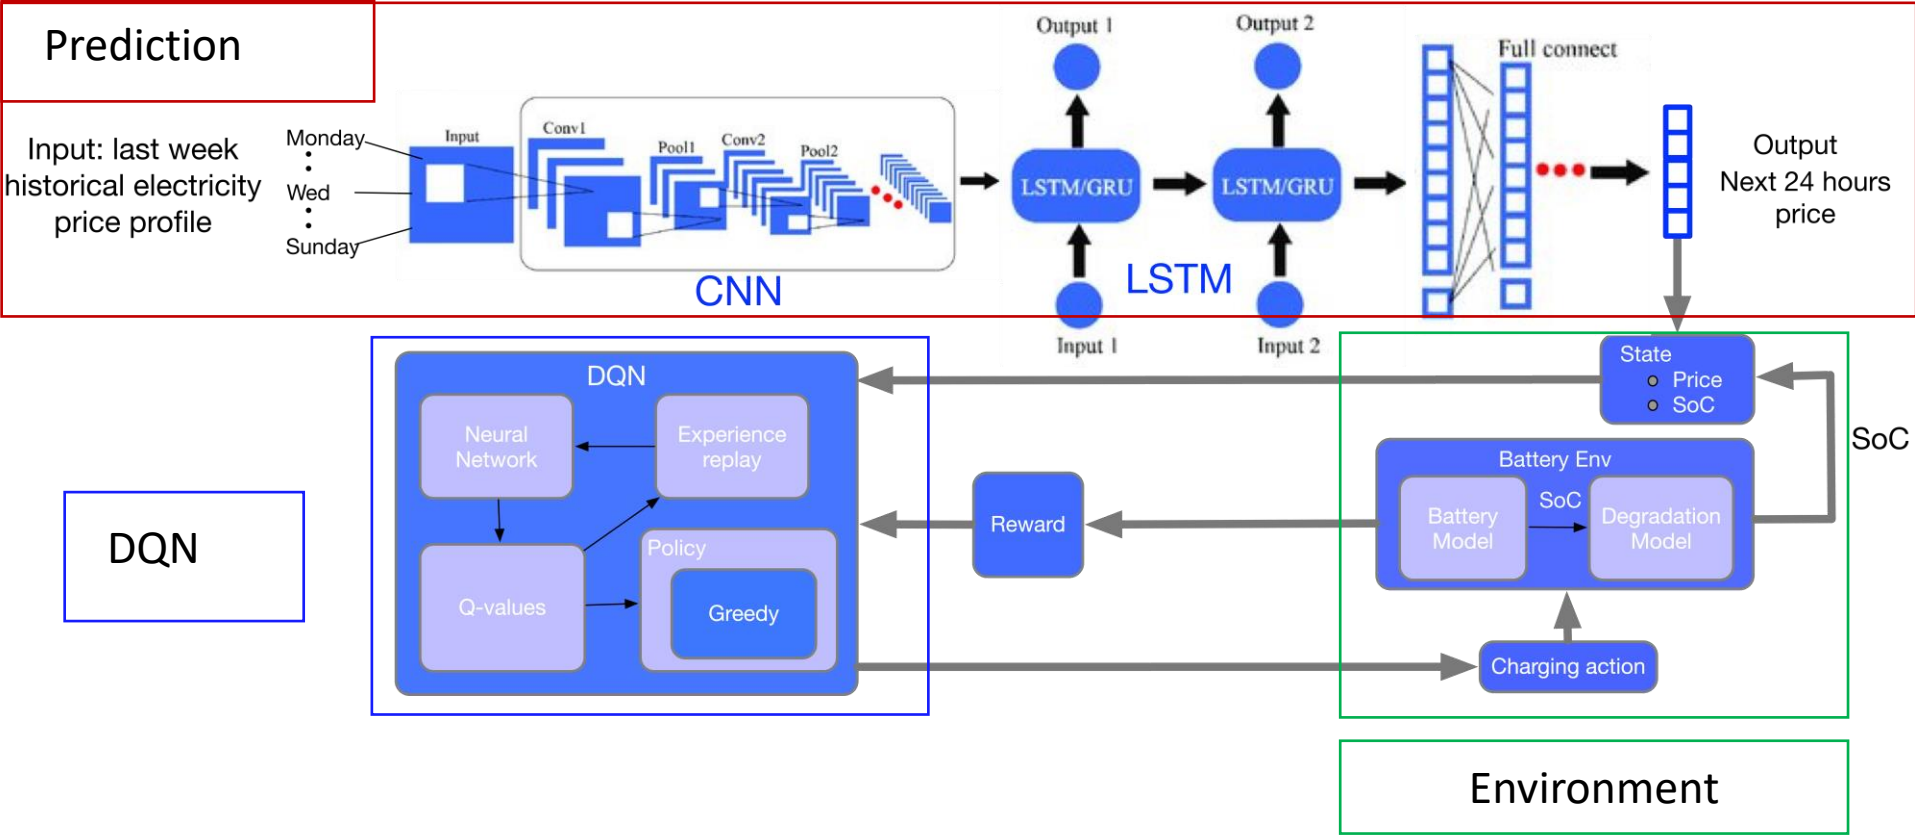 Prediction
Input: last week
historical electricity
price profile
Monday
Wed
Sunday
Input
Conv1
Pool1
Conv2
Pool2
CNN
Output 1
Output 2
LSTM/GRU
LSTM/GRU
LSTM
Input 1
Input 2
Full connect
Output
Next 24 hours
price
DQN
DQN
Neural
Network
Experience
replay
Q-values
Policy
Greedy
Reward
State
Price
SoC
SoC
Battery Env
Battery
Model
SoC
Degradation
Model
Charging action
Environment